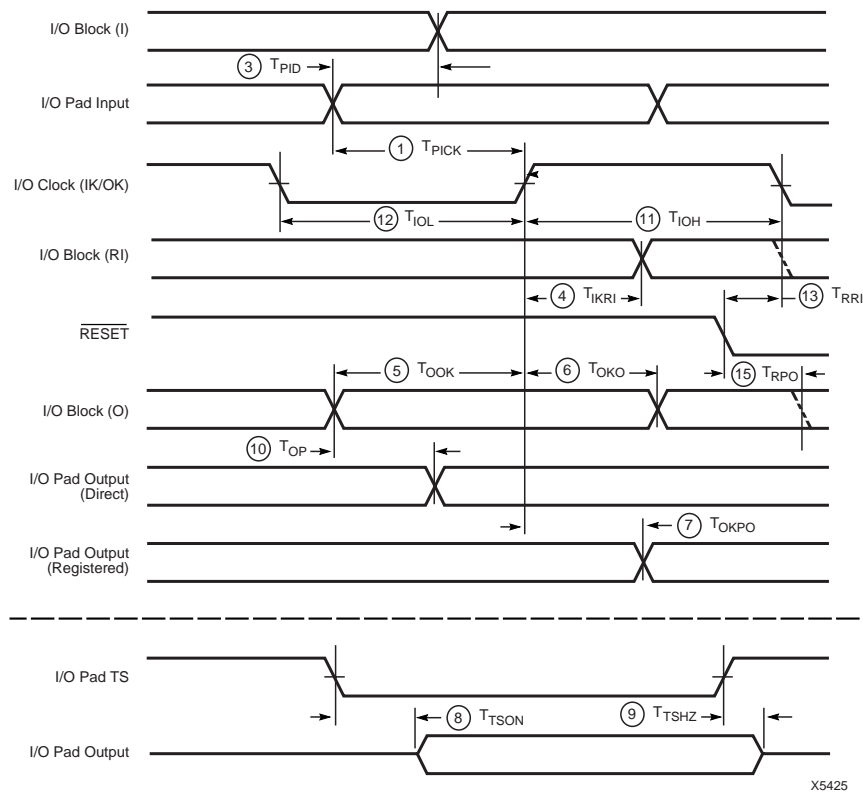 I/O Block (I)
3 TPID
I/O Pad Input
1 TPICK
I/O Clock (IK/OK)
12 TIOL
11 TIOH
I/O Block (RI)
4 TIKRI
13 TRRI
RESET
5 TOOK
6 TOKO
15 TRPO
I/O Block (O)
10 TOP
I/O Pad Output
(Direct)
7 TOKPO
I/O Pad Output
(Registered)
I/O Pad TS
8 TTSON
9 TTSHZ
I/O Pad Output
X5425